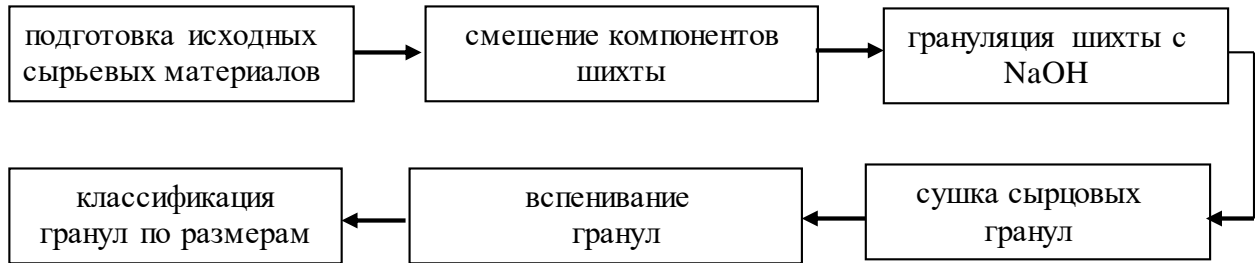 подготовка исходных
сырьевых материалов
смешение компонентов
шихты
грануляция шихты с
NaOH
сушка сырцовых
гранул
вспенивание
гранул
классификация
гранул по размерам